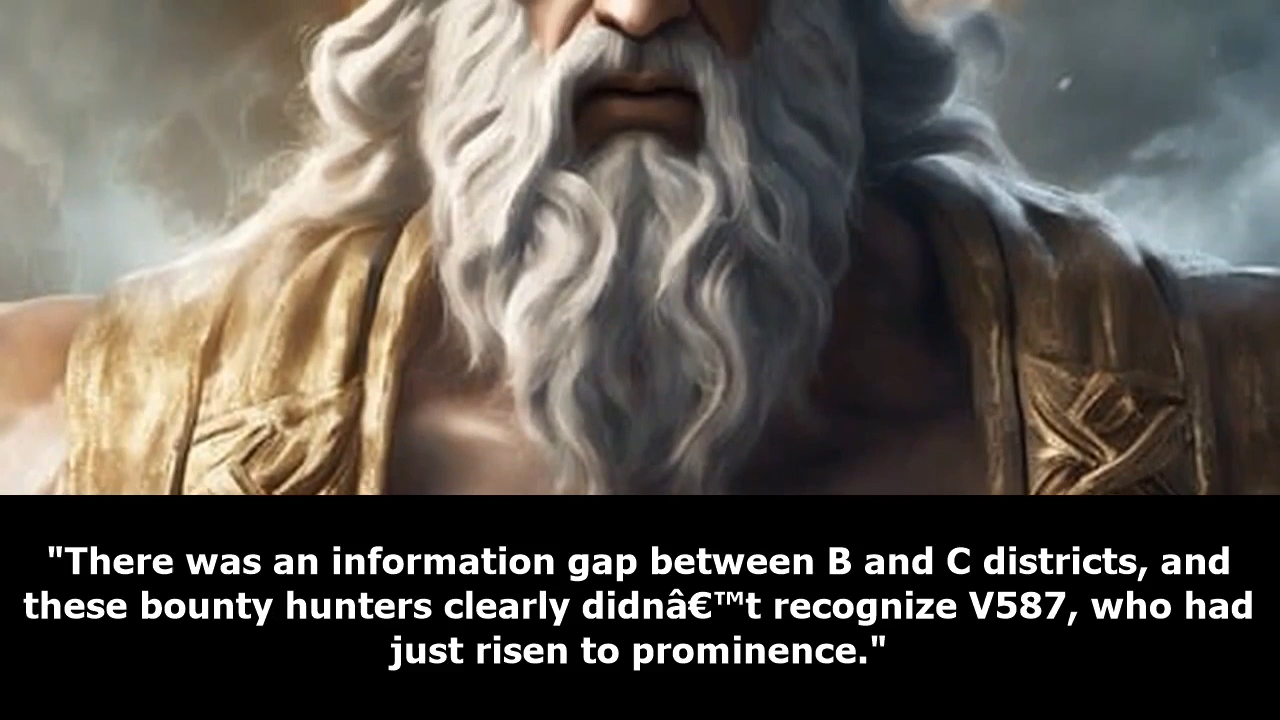 "There was an information gap between B and C districts, and
these bounty hunters clearly didnâ€™t recognize V587, who had
just risen to prominence."